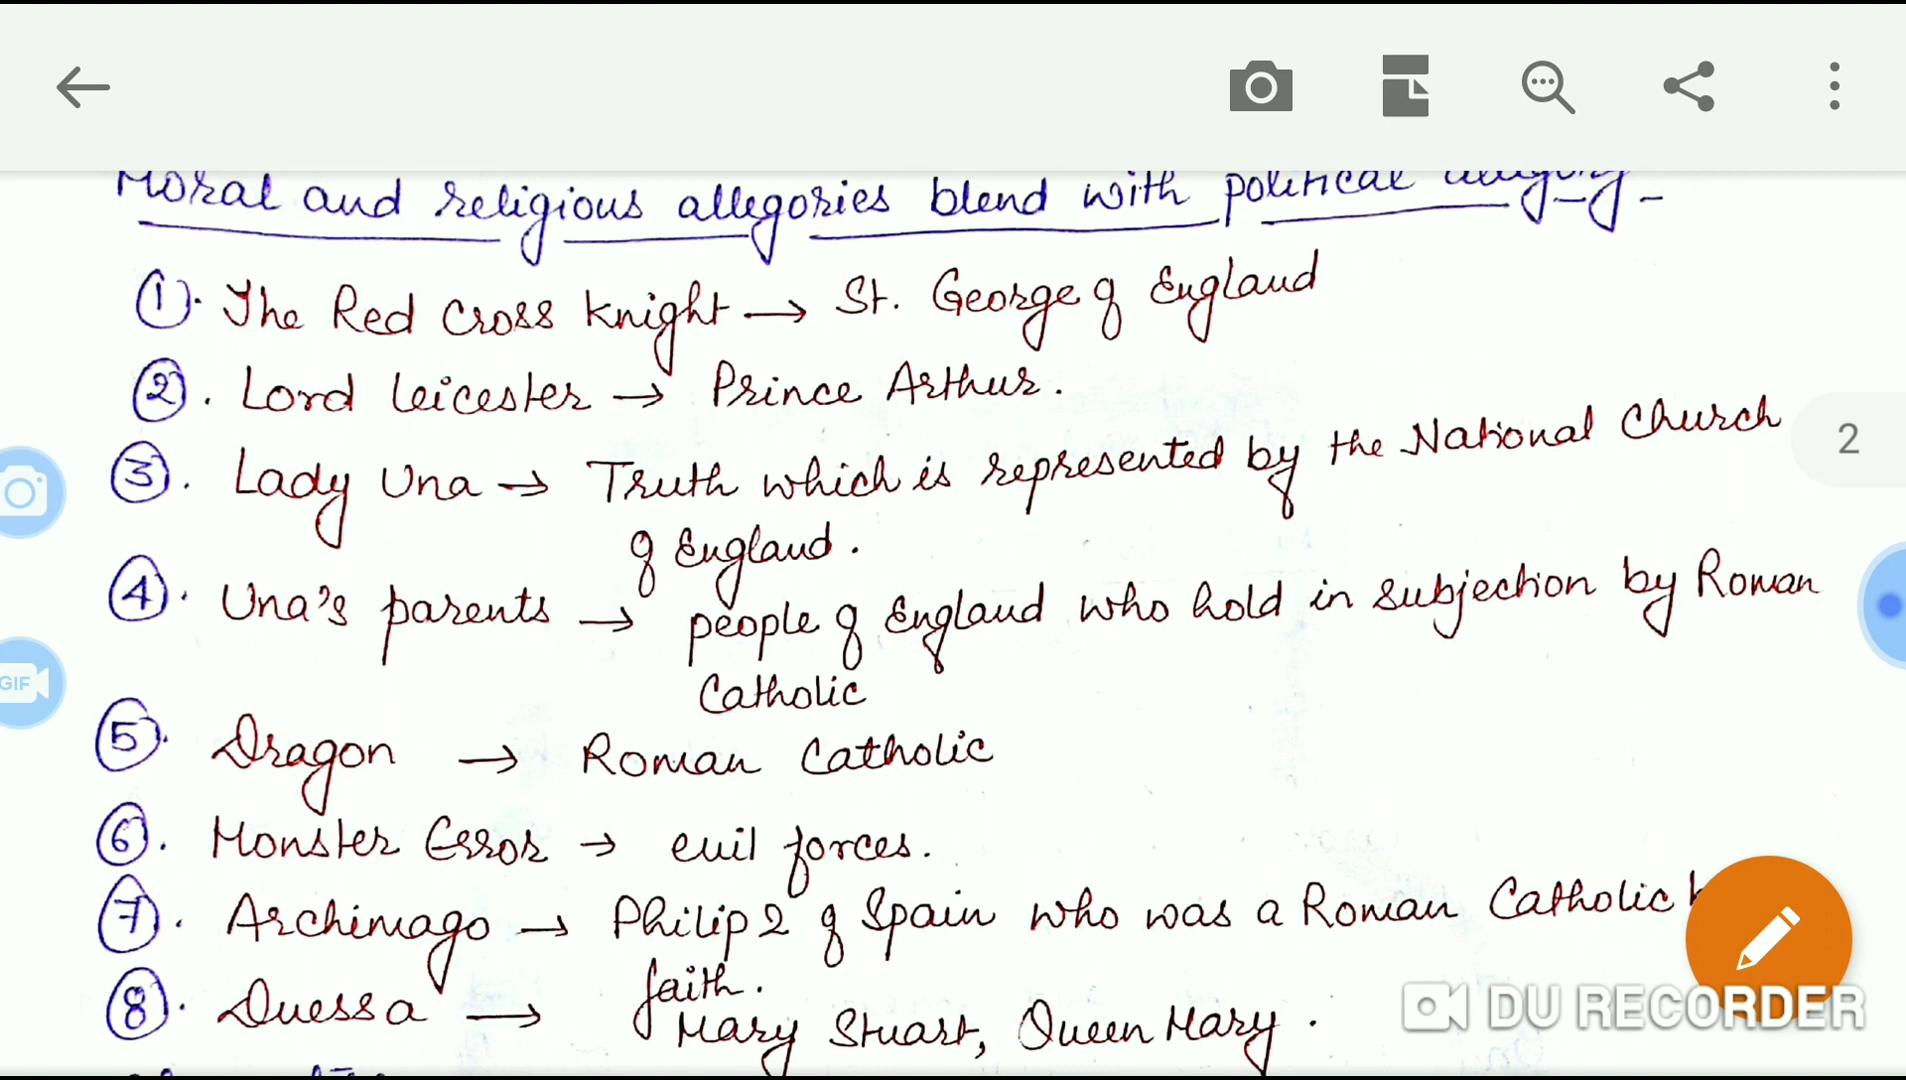 Moral and religious allegories blend with political allegory -
①. The Red Cross Knight → St. George of England
②. Lord Leicester → Prince Arthur.
③. Lady Una → Truth which is represented by the National Church
of England.
④. Una's parents → people of England who hold in subjection by Roman
Catholic
⑤. Dragon → Roman Catholic
⑥. Monster Error → evil forces.
⑦. Archimago → Philip 2 of Spain who was a Roman Catholic
faith.
⑧. Duessa → Mary Stuart, Queen Mary.
2
GIF
DU RECORDER